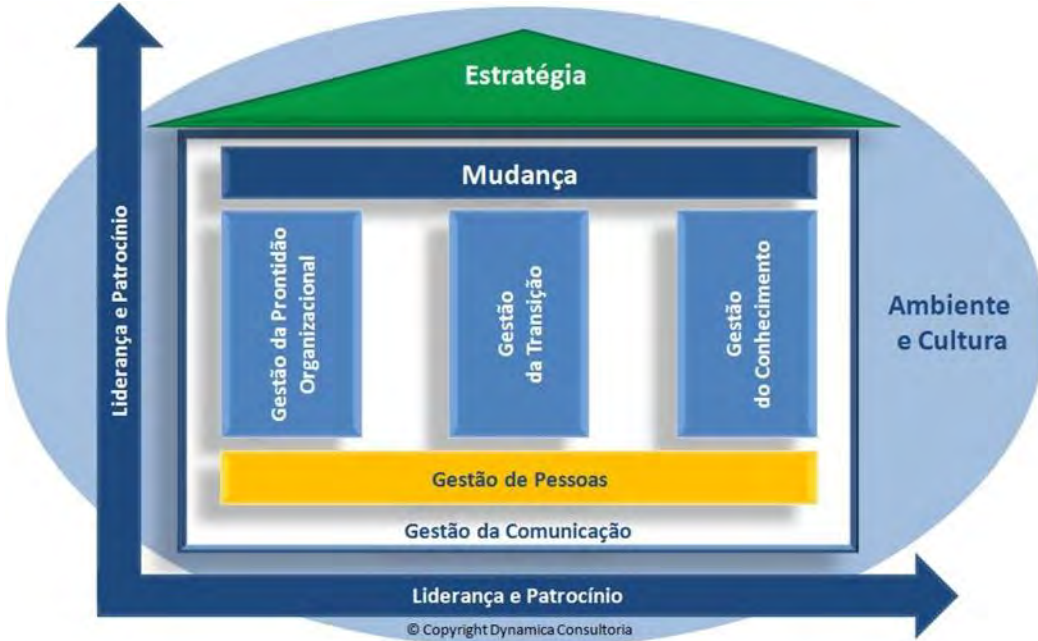 Estratégia
Mudança
Liderança e Patrocínio
Gestão da Prontidão
Organizacional
Gestão
da Transição
Gestão
do Conhecimento
Ambiente
e Cultura
Gestão de Pessoas
Gestão da Comunicação
Liderança e Patrocínio
© Copyright Dynamica Consultoria